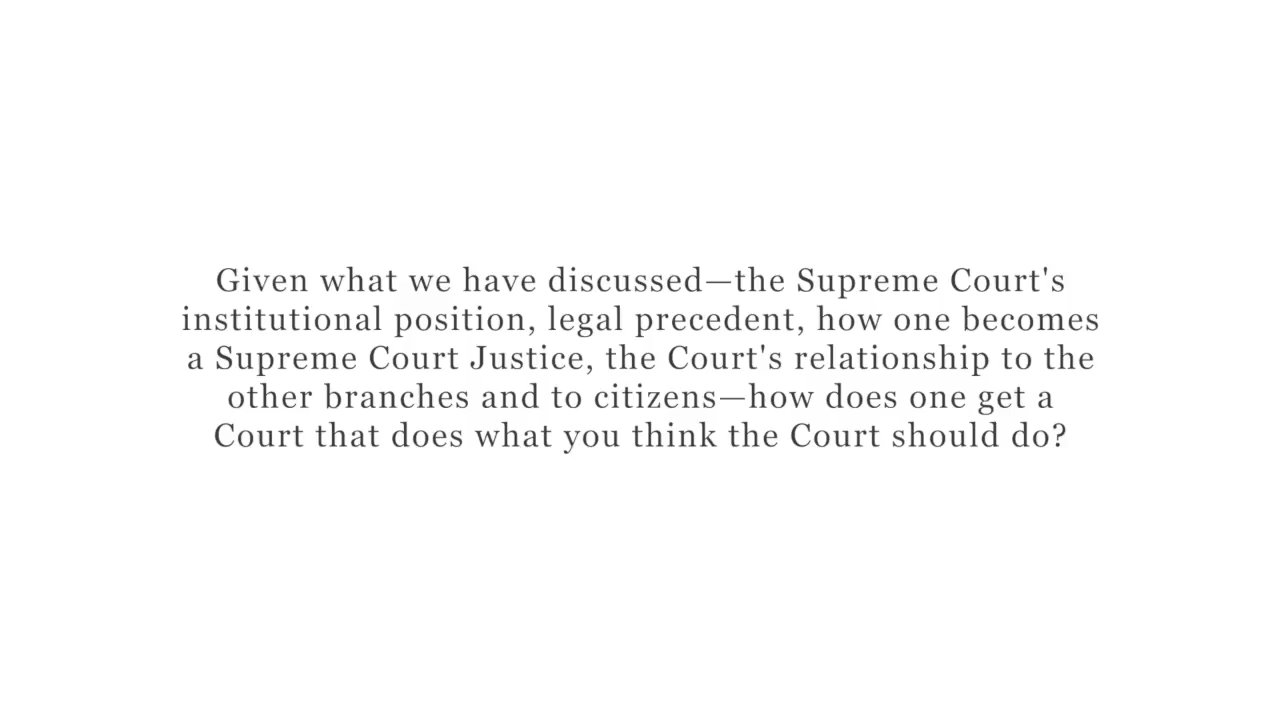 Given what we have discussed—the Supreme Court's
institutional position, legal precedent, how one becomes
a Supreme Court Justice, the Court's relationship to the
other branches and to citizens—how does one get a
Court that does what you think the Court should do?